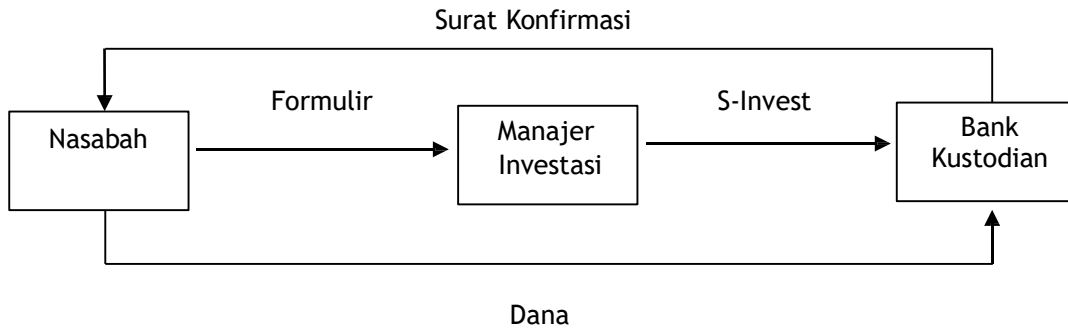 Surat Konfirmasi
Formulir
S-Invest
Nasabah
Manajer
Investasi
Bank
Kustodian
Dana